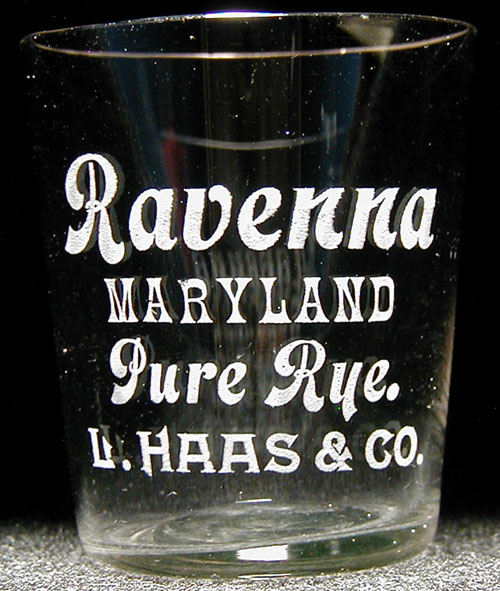 Ravenna
MARYLAND
Pure Rye.
L. HAAS & CO.